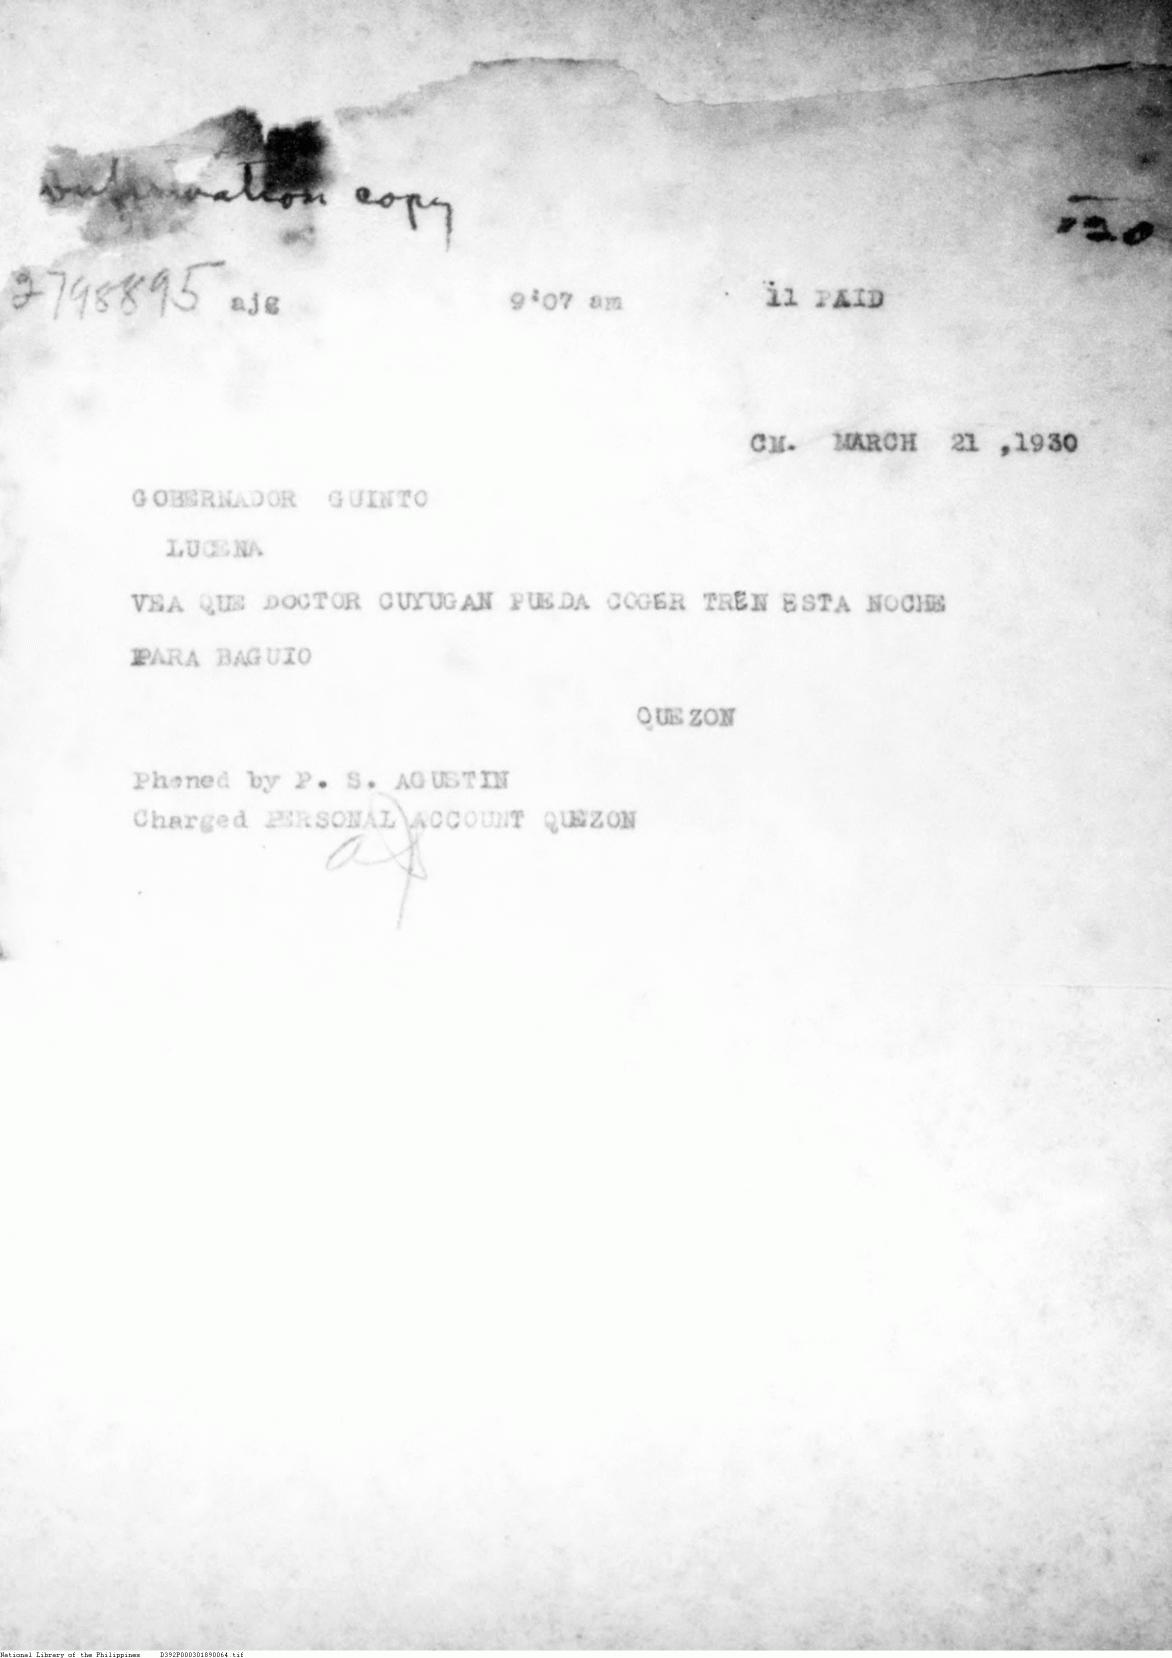 Information copy
720
2798895 ajg 9:07 am 11 PAID
CM. MARCH 21 ,1930
GOBERNADOR GUINTO
LUCENA
VEA QUE DOCTOR CUYUGAN PUEDA COGER TREN ESTA NOCHE
PARA BAGUIO
QUEZON
Phoned by P. S. AGUSTIN
Charged PERSONAL ACCOUNT QUEZON
National Library of the Philippines D392P000301890064.tif